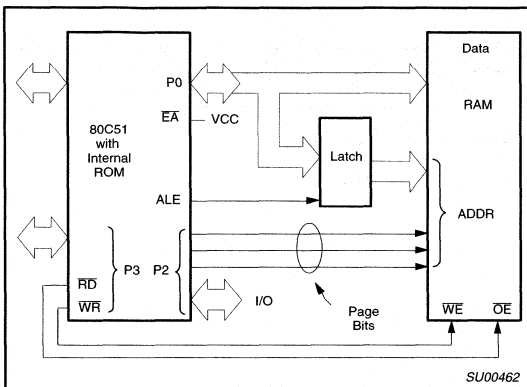 Data
P0
RAM
EA
VCC
80C51
with
Internal
ROM
Latch
ALE
ADDR
P3
P2
RD
I/O
WR
Page
Bits
WE
OE
SU00462